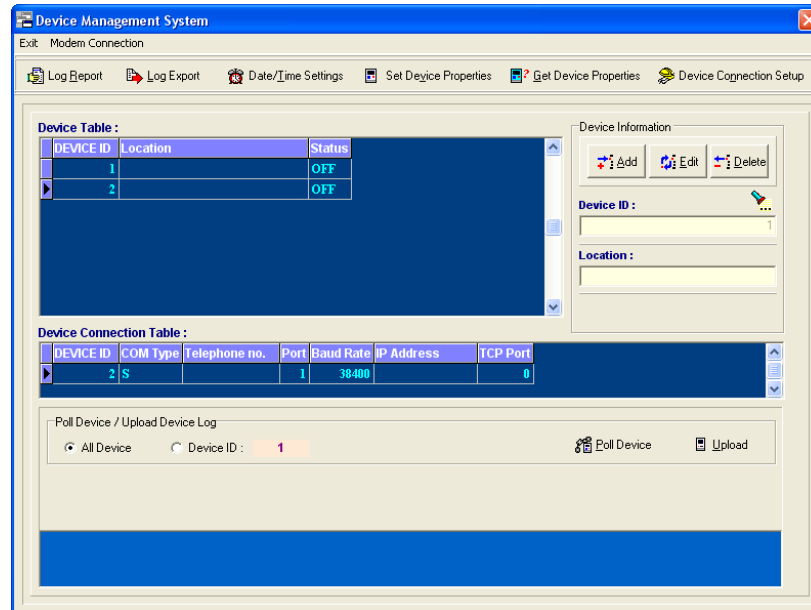 Device Management System
Exit Modem Connection
Log Report Log Export Date/Time Settings Set Device Properties ? Get Device Properties Device Connection Setup
Device Table :
DEVICE ID Location Status
1 OFF
2 OFF
Device Information
Add Edit Delete
Device ID :
1
Location :
Device Connection Table :
DEVICE ID COM Type Telephone no. Port Baud Rate IP Address TCP Port
2 S 1 38400 0
Poll Device / Upload Device Log
All Device Device ID : 1 Poll Device Upload